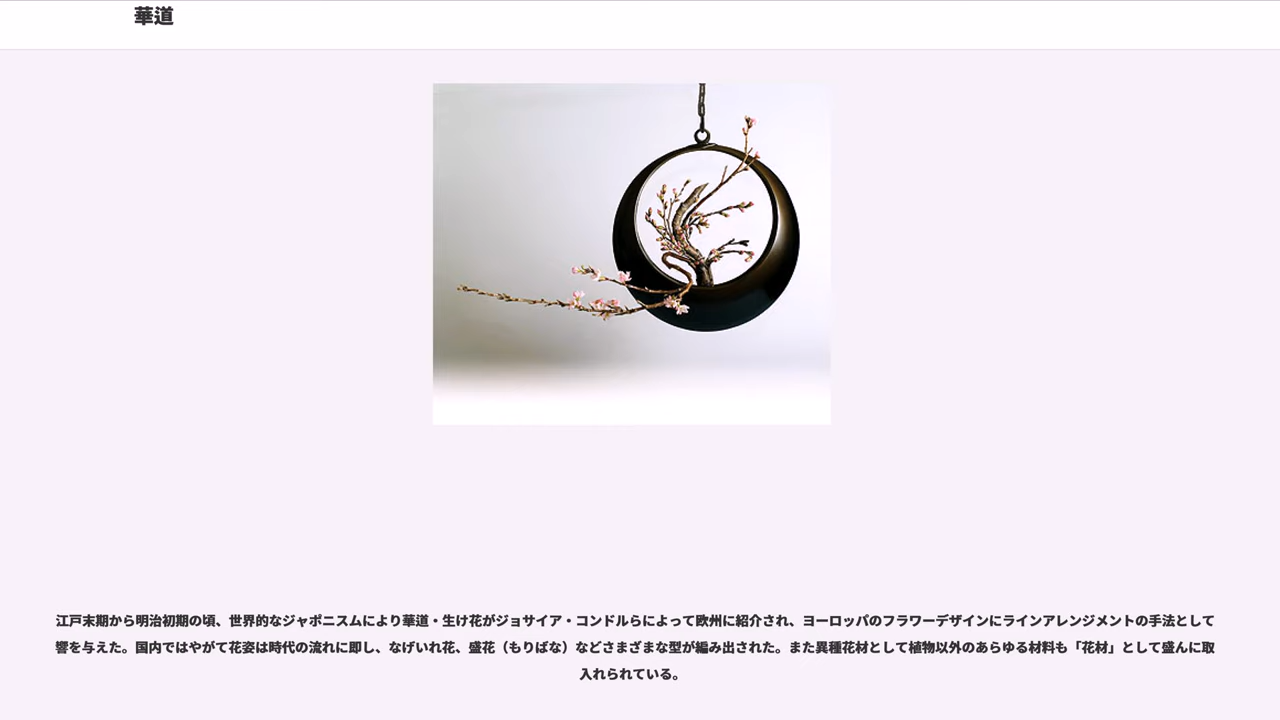 華道
江戸末期から明治初期の頃、世界的なジャポニスムにより華道・生け花がジョサイア・コンドルらによって欧州に紹介され、ヨーロッパのフラワーデザインにラインアレンジメントの手法として
響を与えた。国内ではやがて花姿は時代の流れに即し、なげいれ花、盛花（もりばな）などさまざまな型が編み出された。また異種花材として植物以外のあらゆる材料も「花材」として盛んに取
入れられている。